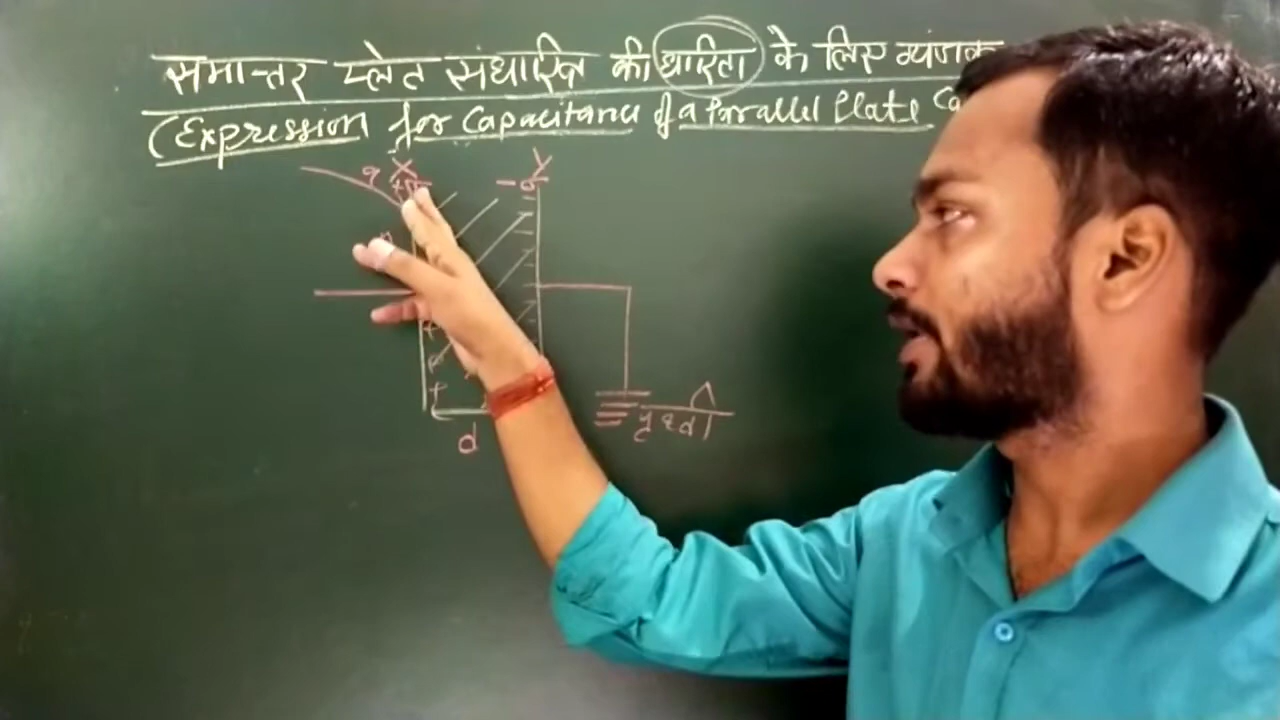 समान्तर प्लेट संधारित्र की धारिता के लिए व्यंजक
(Expression for Capacitance of a Parallel Plate Ca
X Y
q +σ -σ
d
पृथ्वी